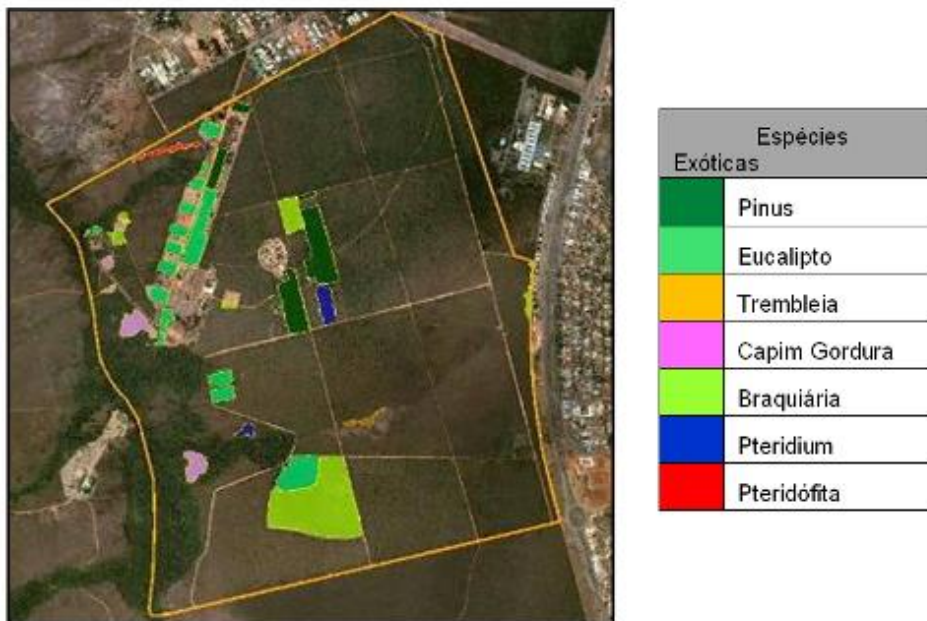 Espécies
Exóticas
Pinus
Eucalipto
Trembleia
Capim Gordura
Braquiária
Pteridium
Pteridófita